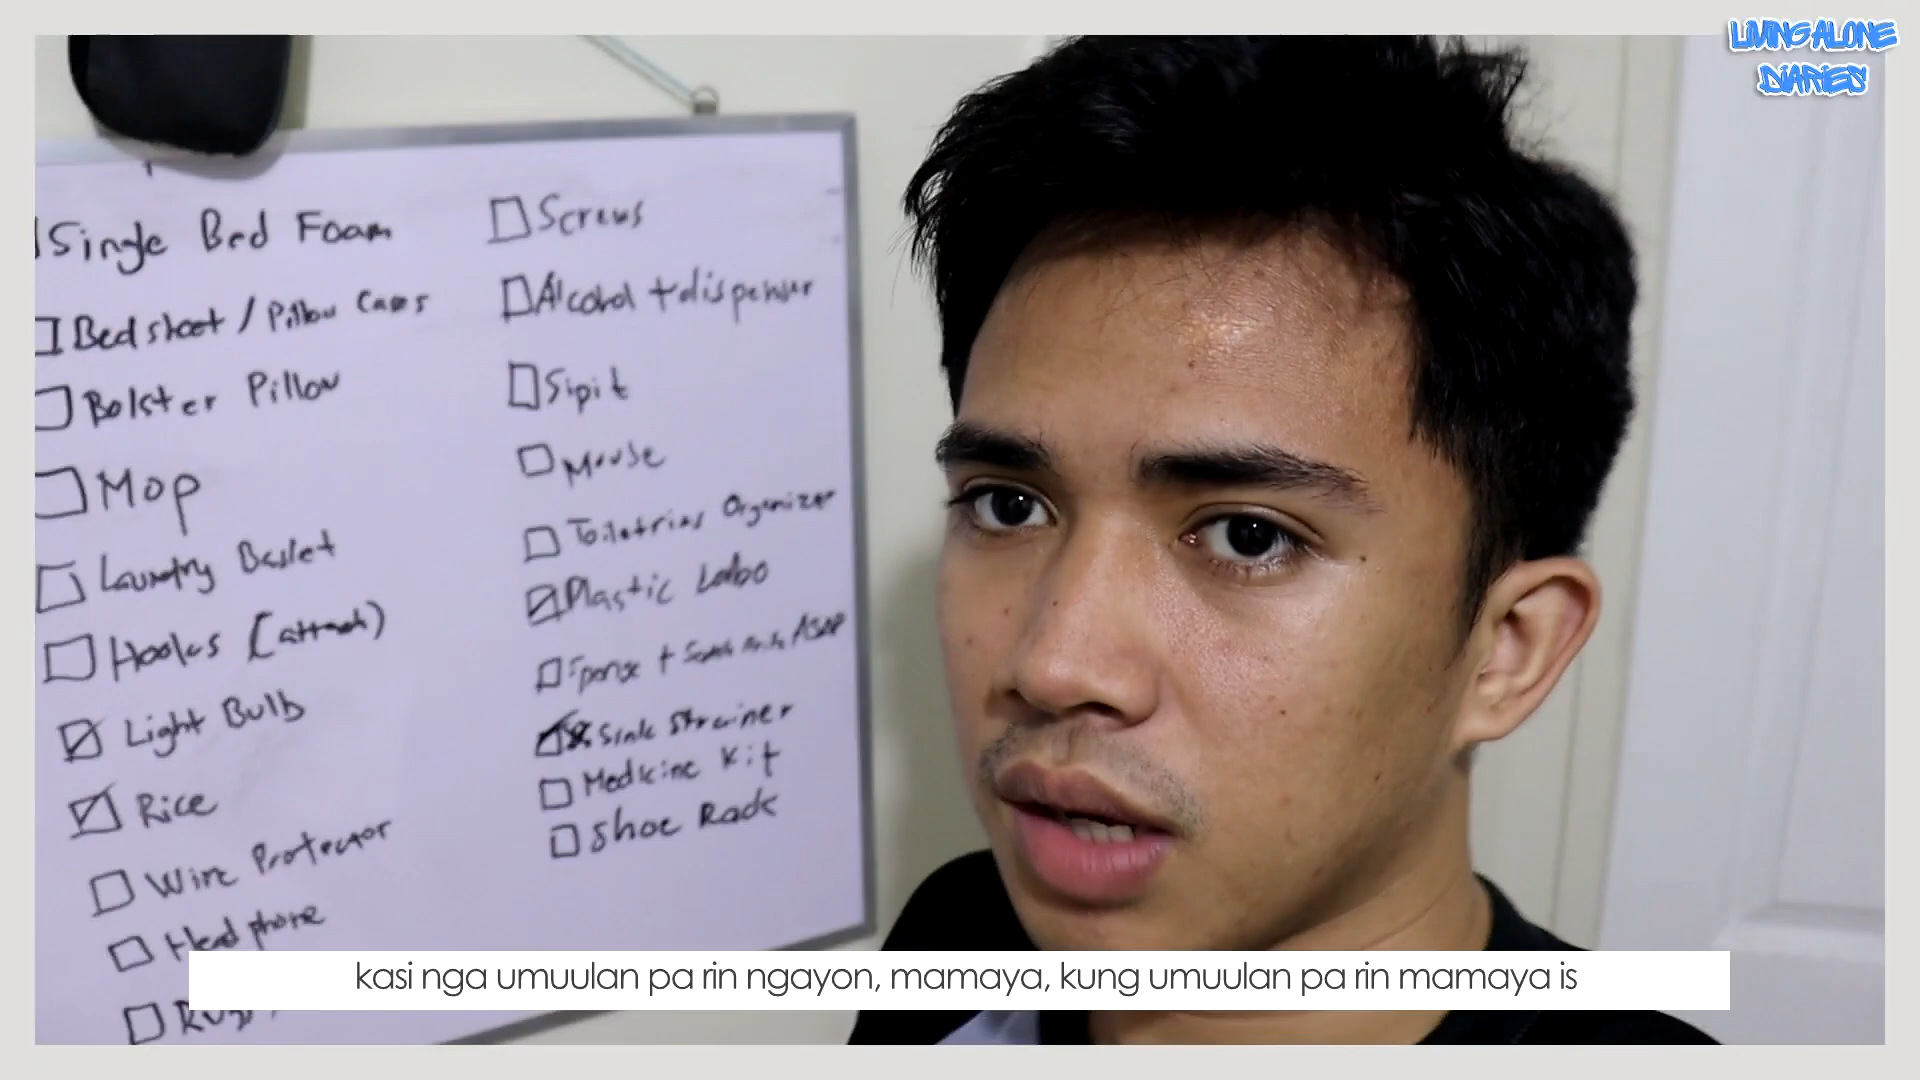 LIVING ALONE
DIARIES
Single Bed Foam
Bedsheet / Pillow Cases
Bolster Pillow
Mop
Laundry Basket
Hooks (attach)
Light Bulb
Rice
Wire Protector
Head phone
Screws
Alcohol + dispenser
Sipit
Mouse
Toiletries Organizer
Plastic Labo
Sponge +
Sink Strainer
Medicine Kit
Shoe Rack
kasi nga umuulan pa rin ngayon, mamaya, kung umuulan pa rin mamaya is